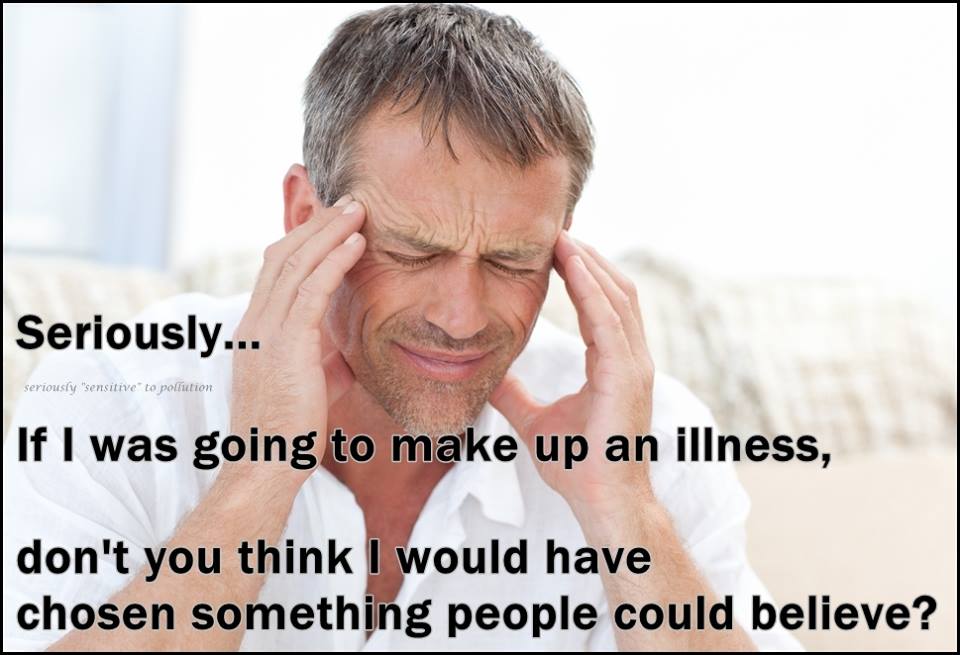 Seriously...
seriously "sensitive" to pollution
If I was going to make up an illness,
don't you think I would have
chosen something people could believe?